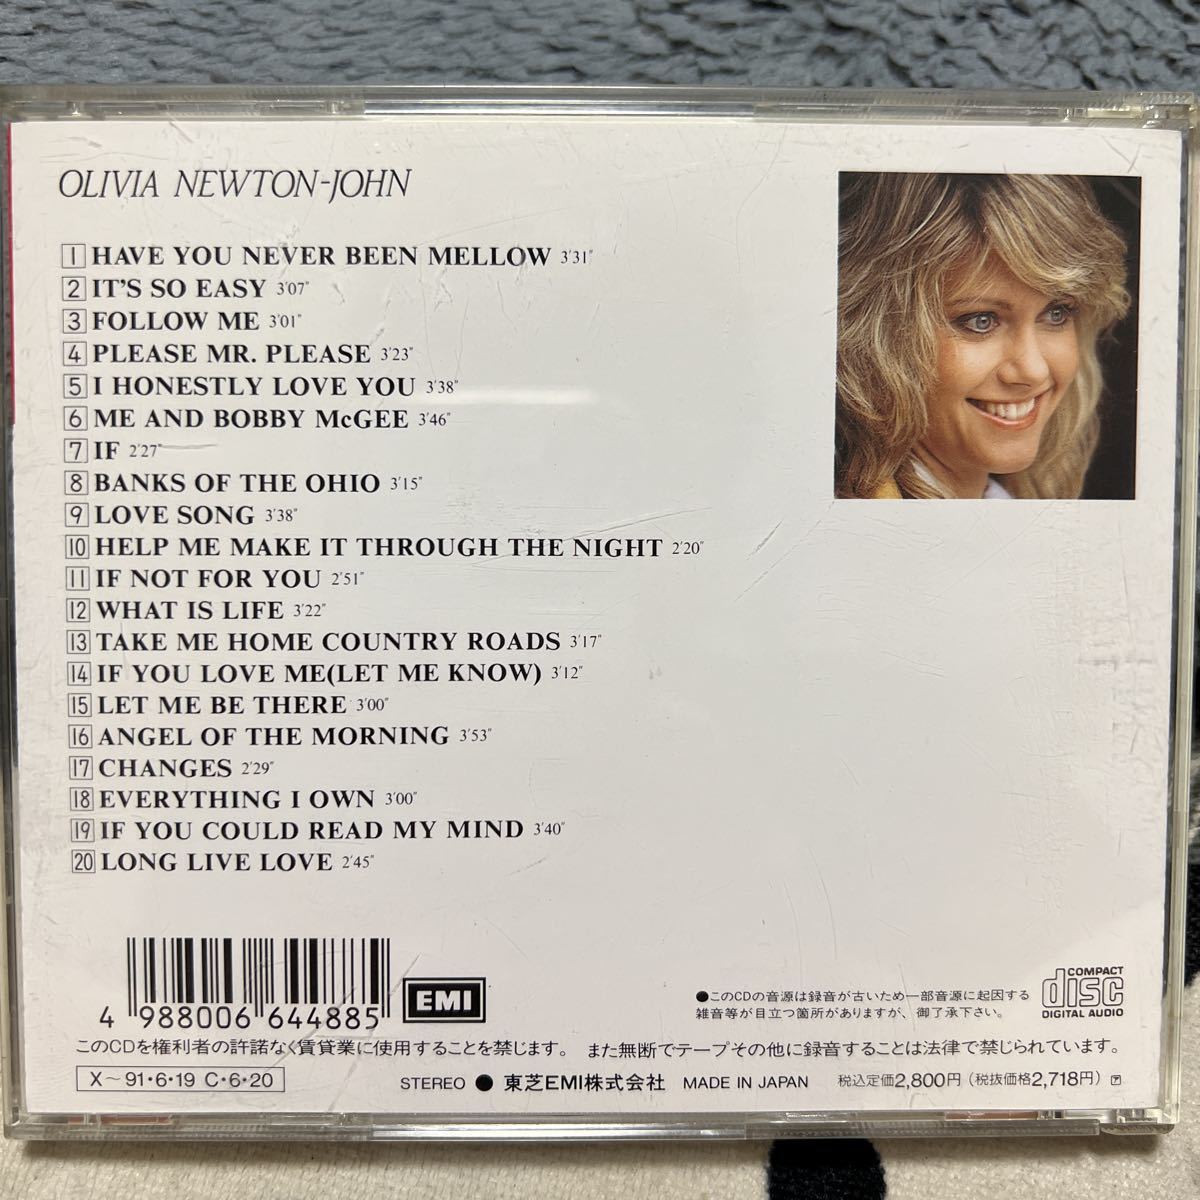 OLIVIA NEWTON-JOHN
1 HAVE YOU NEVER BEEN MELLOW 3'31"
2 IT'S SO EASY 3'07"
3 FOLLOW ME 3'01"
4 PLEASE MR. PLEASE 3'23"
5 I HONESTLY LOVE YOU 3'38"
6 ME AND BOBBY McGEE 3'46"
7 IF 2'27"
8 BANKS OF THE OHIO 3'15"
9 LOVE SONG 3'38"
10 HELP ME MAKE IT THROUGH THE NIGHT 2'20"
11 IF NOT FOR YOU 2'51"
12 WHAT IS LIFE 3'22"
13 TAKE ME HOME COUNTRY ROADS 3'17"
14 IF YOU LOVE ME(LET ME KNOW) 3'12"
15 LET ME BE THERE 3'00"
16 ANGEL OF THE MORNING 3'53"
17 CHANGES 2'29"
18 EVERYTHING I OWN 3'00"
19 IF YOU COULD READ MY MIND 3'40"
20 LONG LIVE LOVE 2'45"
4 988006 644885
EMI
●このCDの音源は録音が古いため一部音源に起因する
雑音等が目立つ箇所がありますが、御了承下さい。
COMPACT
disc
DIGITAL AUDIO
このCDを権利者の許諾なく賃貸業に使用することを禁じます。 また無断でテープその他に録音することは法律で禁じられています。
X〜91・6・19 C・6・20
STEREO ● 東芝EMI株式会社 MADE IN JAPAN 税込定価2,800円(税抜価格2,718円)